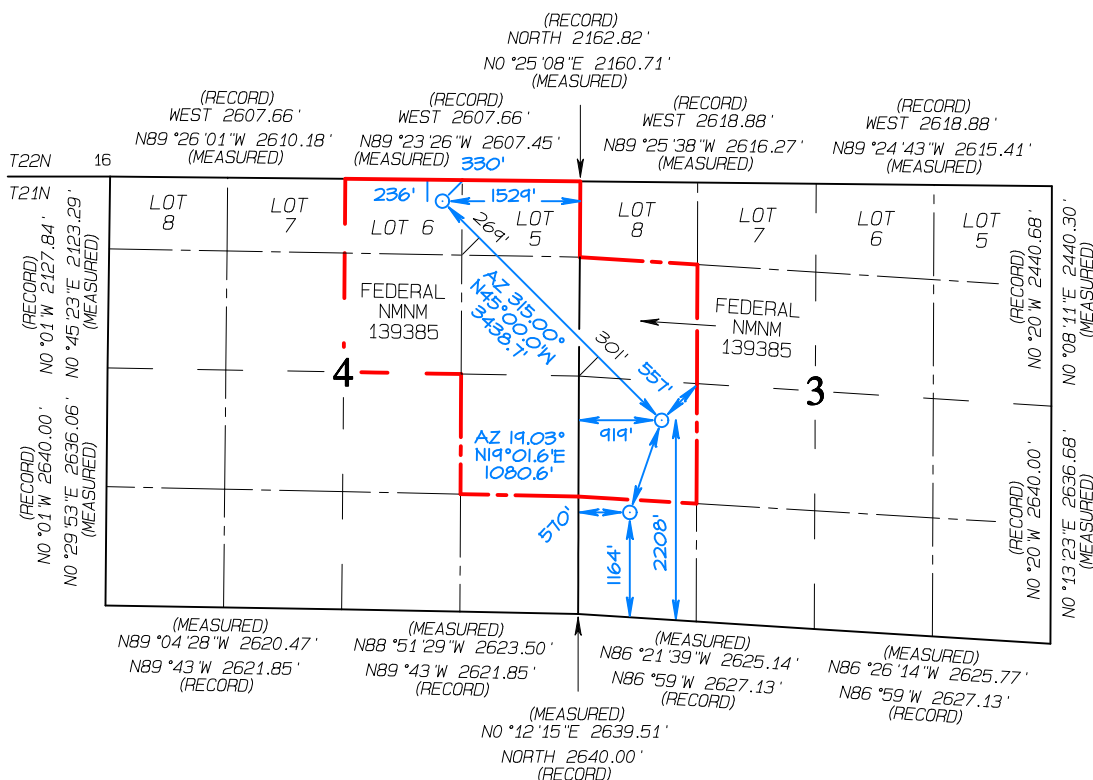 (RECORD)
NORTH 2162.82'
N0°25'08"E 2160.71'
(MEASURED)
(RECORD)
WEST 2607.66'
N89°26'01"W 2610.18'
(MEASURED)
(RECORD)
WEST 2607.66'
N89°23'26"W 2607.45'
(MEASURED)
(RECORD)
WEST 2618.88'
N89°25'38"W 2616.27'
(MEASURED)
(RECORD)
WEST 2618.88'
N89°24'43"W 2615.41'
(MEASURED)
T22N 16
T21N
330'
236'
1529'
LOT
8
LOT
7
LOT 6
LOT
5
LOT
8
LOT
7
LOT
6
LOT
5
(RECORD)
N0°01'W 2127.84'
N0°45'23"E 2123.29'
(MEASURED)
269'
FEDERAL
NMNM
139385
AZ 315.00°
N45°00.0'W
3438.7'
FEDERAL
NMNM
139385
(RECORD)
N0°20'W 2440.68'
N0°08'11"E 2440.30'
(MEASURED)
301'
557'
4
3
919'
AZ 19.03°
N19°01.6'E
1080.6'
(RECORD)
N0°01'W 2640.00'
N0°29'53"E 2636.06'
(MEASURED)
570'
1164'
2208'
(RECORD)
N0°20'W 2640.00'
N0°13'23"E 2636.68'
(MEASURED)
(MEASURED)
N89°04'28"W 2620.47'
N89°43'W 2621.85'
(RECORD)
(MEASURED)
N88°51'29"W 2623.50'
N89°43'W 2621.85'
(RECORD)
(MEASURED)
N86°21'39"W 2625.14'
N86°59'W 2627.13'
(RECORD)
(MEASURED)
N86°26'14"W 2625.77'
N86°59'W 2627.13'
(RECORD)
(MEASURED)
N0°12'15"E 2639.51'
NORTH 2640.00'
(RECORD)